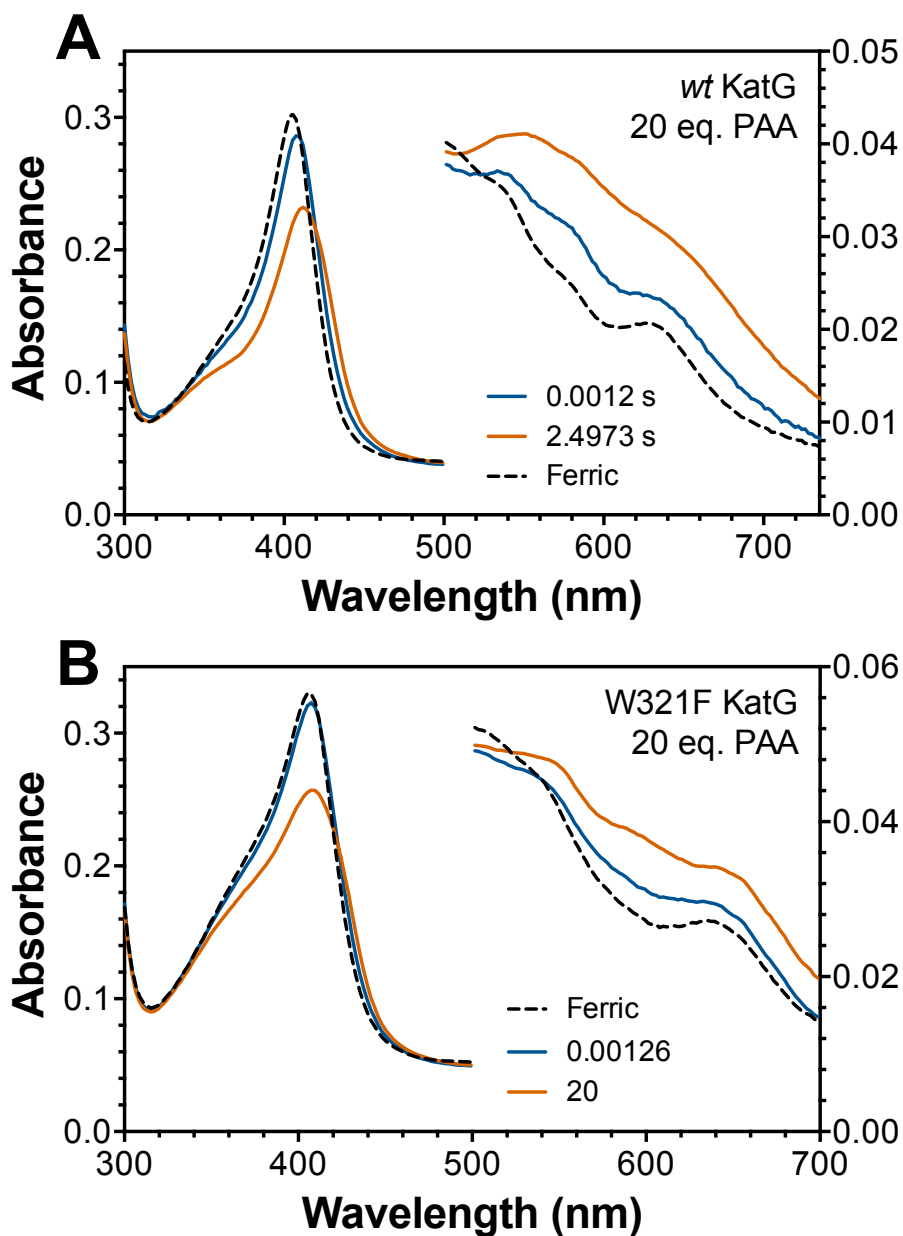 A
wt KatG
20 eq. PAA
Absorbance
0.3
0.2
0.1
0.0
0.05
0.04
0.03
0.02
0.01
0.00
0.0012 s
2.4973 s
Ferric
300 400 500 600 700
Wavelength (nm)
B
W321F KatG
20 eq. PAA
Absorbance
0.3
0.2
0.1
0.0
0.06
0.04
0.02
0.00
Ferric
0.00126
20
300 400 500 600 700
Wavelength (nm)